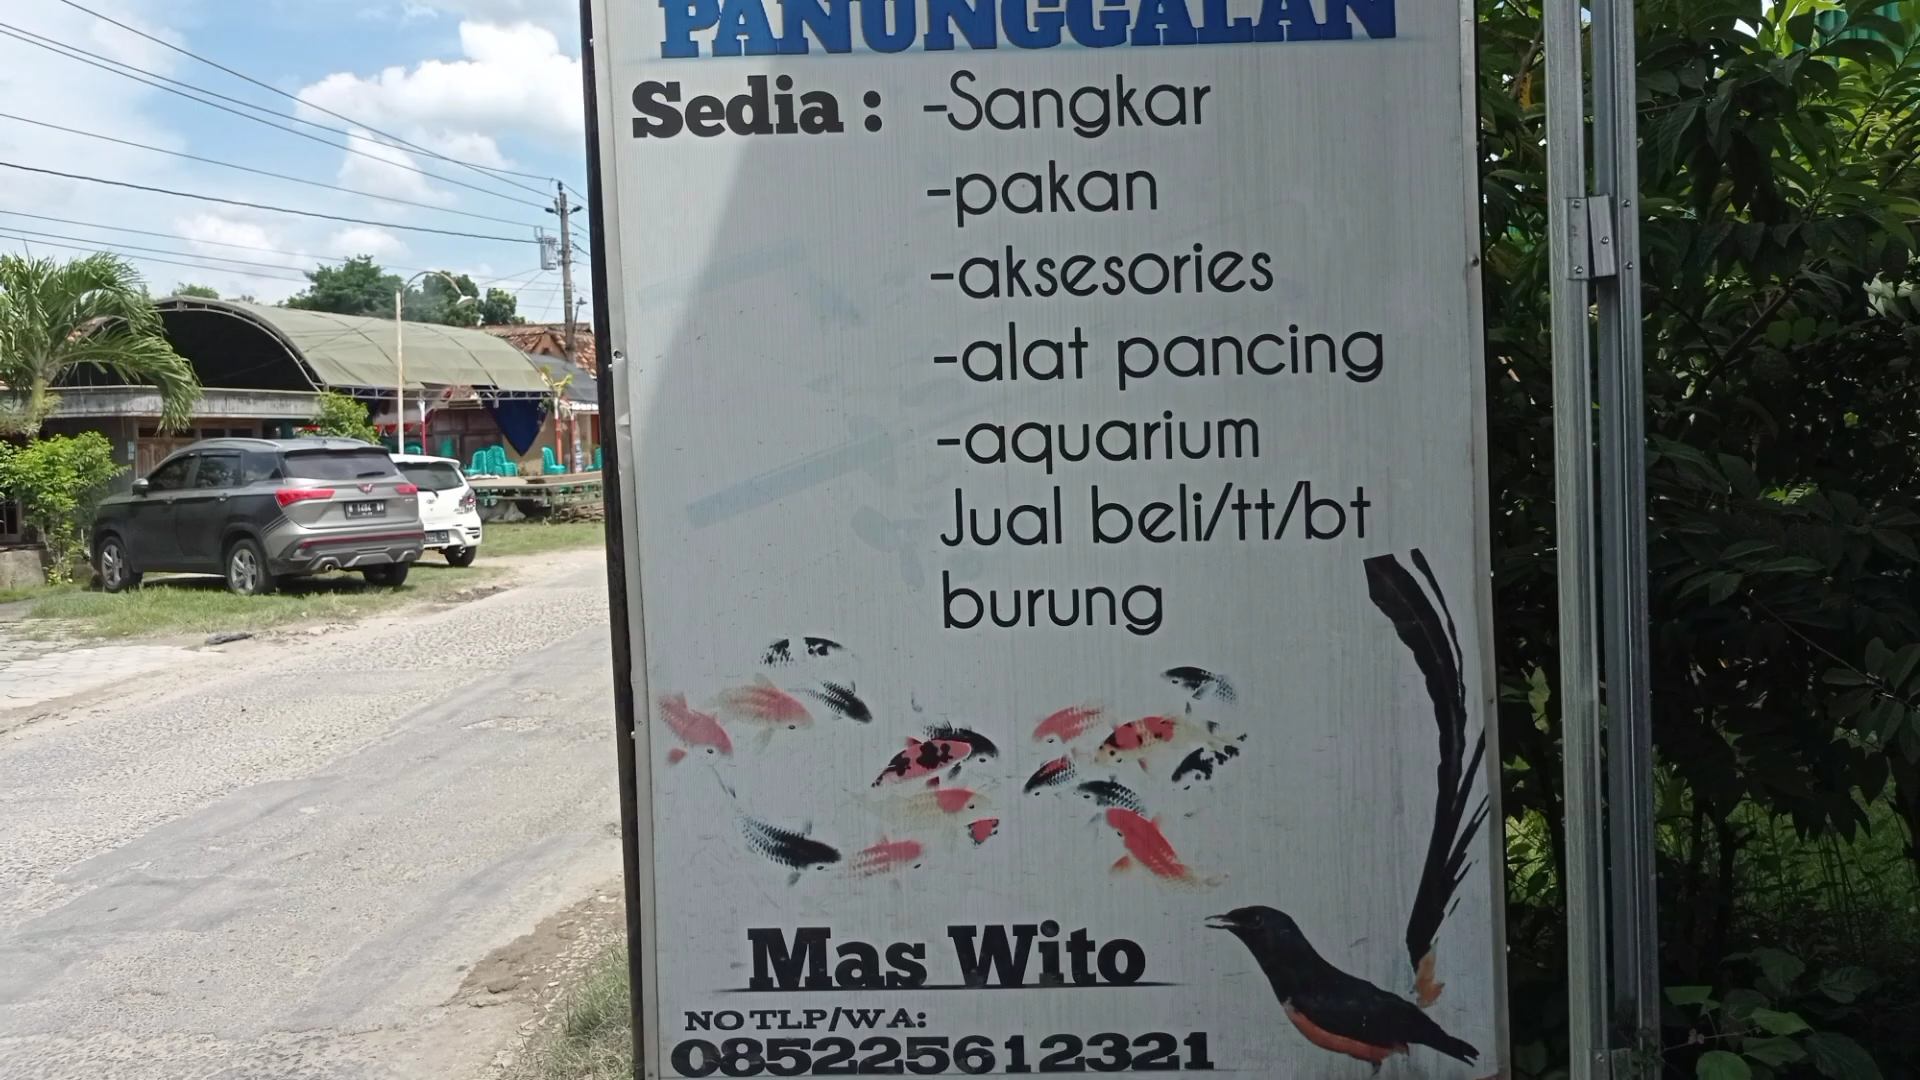 PANUNGGALAN
Sedia : -Sangkar
-pakan
-aksesories
-alat pancing
-aquarium
Jual beli/tt/bt
burung
Mas Wito
NO TLP/WA:
085225612321